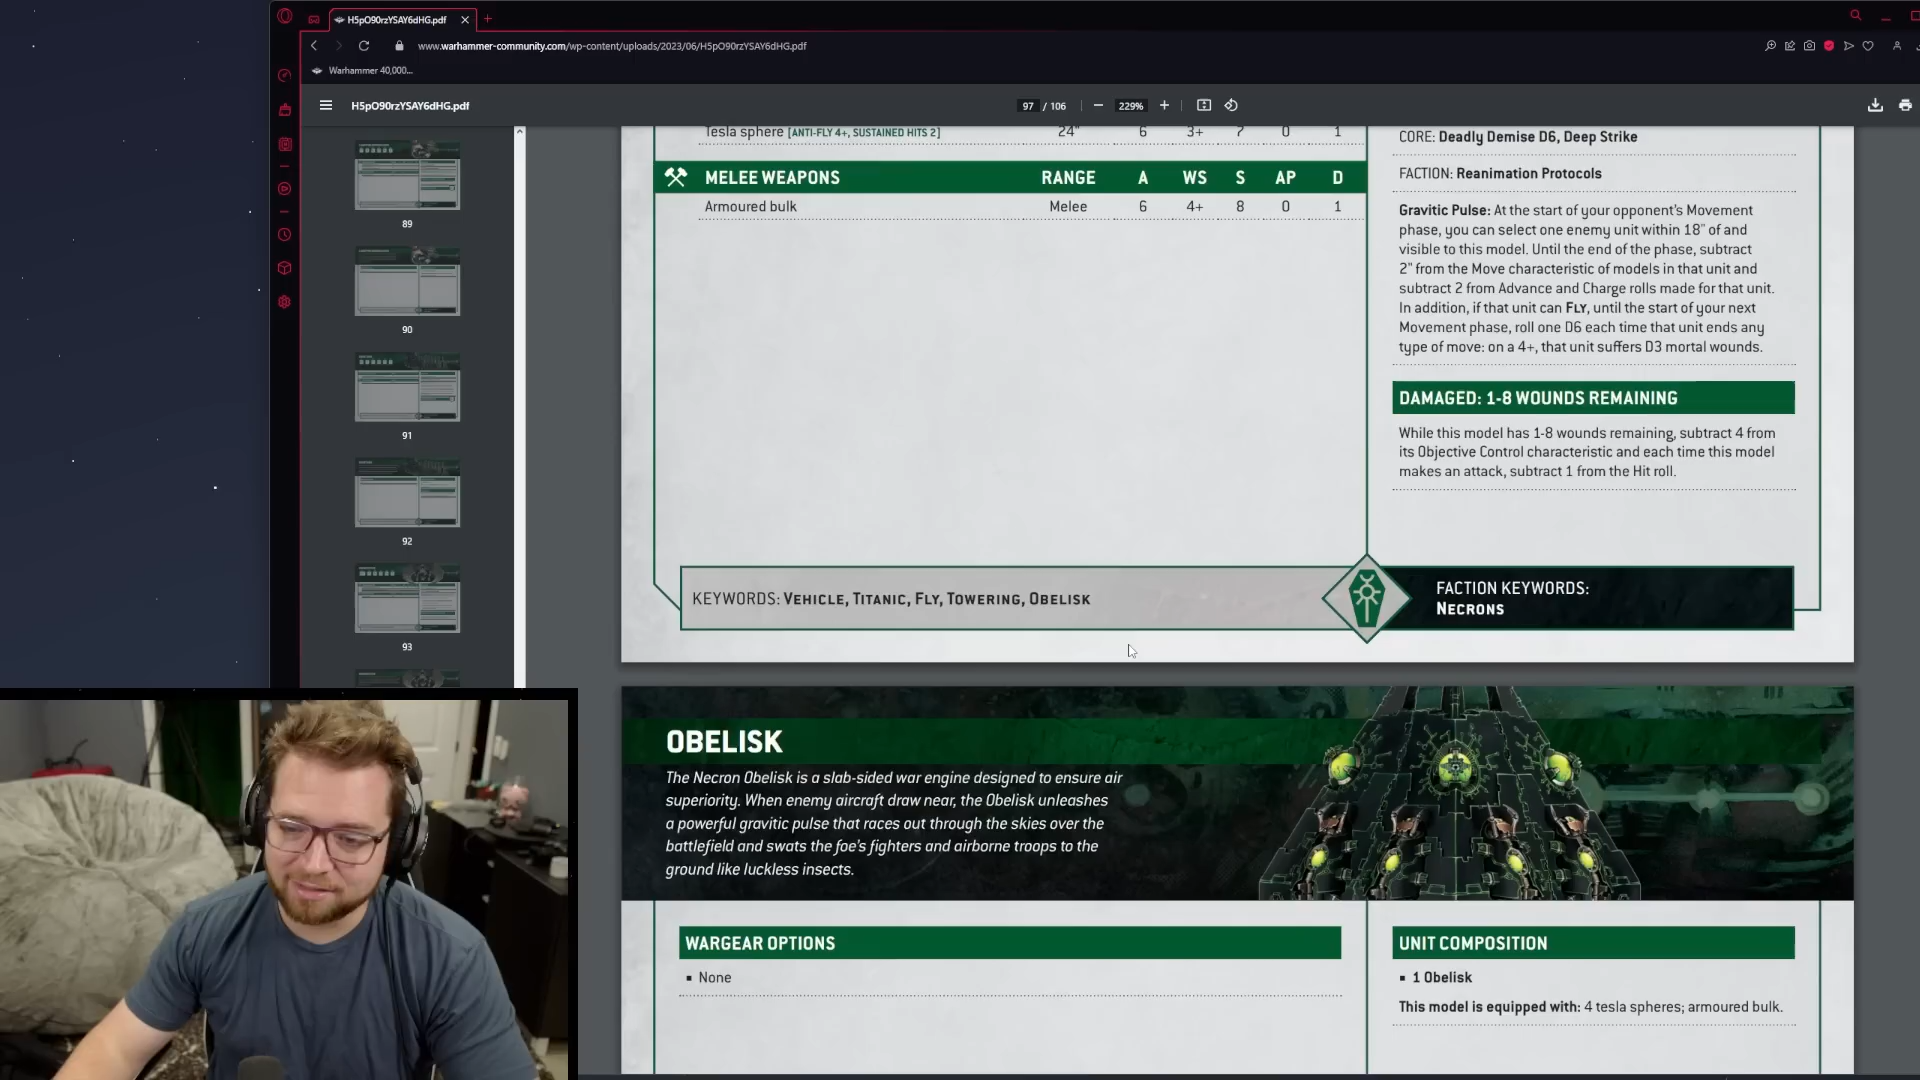 H5pO90rzYSAY6dHG.pdf
www.warhammer-community.com/wp-content/uploads/2023/06/H5pO90rzYSAY6dHG.pdf
Warhammer 40,000...
H5pO90rzYSAY6dHG.pdf
97 / 106
229%
89
90
91
92
93
Tesla sphere [ANTI-FLY 4+, SUSTAINED HITS 2] 24" 6 3+ 7 0 1
MELEE WEAPONS RANGE A WS S AP D
Armoured bulk Melee 6 4+ 8 0 1
CORE: Deadly Demise D6, Deep Strike
FACTION: Reanimation Protocols
Gravitic Pulse: At the start of your opponent's Movement
phase, you can select one enemy unit within 18" of and
visible to this model. Until the end of the phase, subtract
2" from the Move characteristic of models in that unit and
subtract 2 from Advance and Charge rolls made for that unit.
In addition, if that unit can FLY, until the start of your next
Movement phase, roll one D6 each time that unit ends any
type of move: on a 4+, that unit suffers D3 mortal wounds.
DAMAGED: 1-8 WOUNDS REMAINING
While this model has 1-8 wounds remaining, subtract 4 from
its Objective Control characteristic and each time this model
makes an attack, subtract 1 from the Hit roll.
KEYWORDS: VEHICLE, TITANIC, FLY, TOWERING, OBELISK
FACTION KEYWORDS:
NECRONS
OBELISK
The Necron Obelisk is a slab-sided war engine designed to ensure air
superiority. When enemy aircraft draw near, the Obelisk unleashes
a powerful gravitic pulse that races out through the skies over the
battlefield and swats the foe's fighters and airborne troops to the
ground like luckless insects.
WARGEAR OPTIONS
▪ None
UNIT COMPOSITION
▪ 1 Obelisk
This model is equipped with: 4 tesla spheres; armoured bulk.